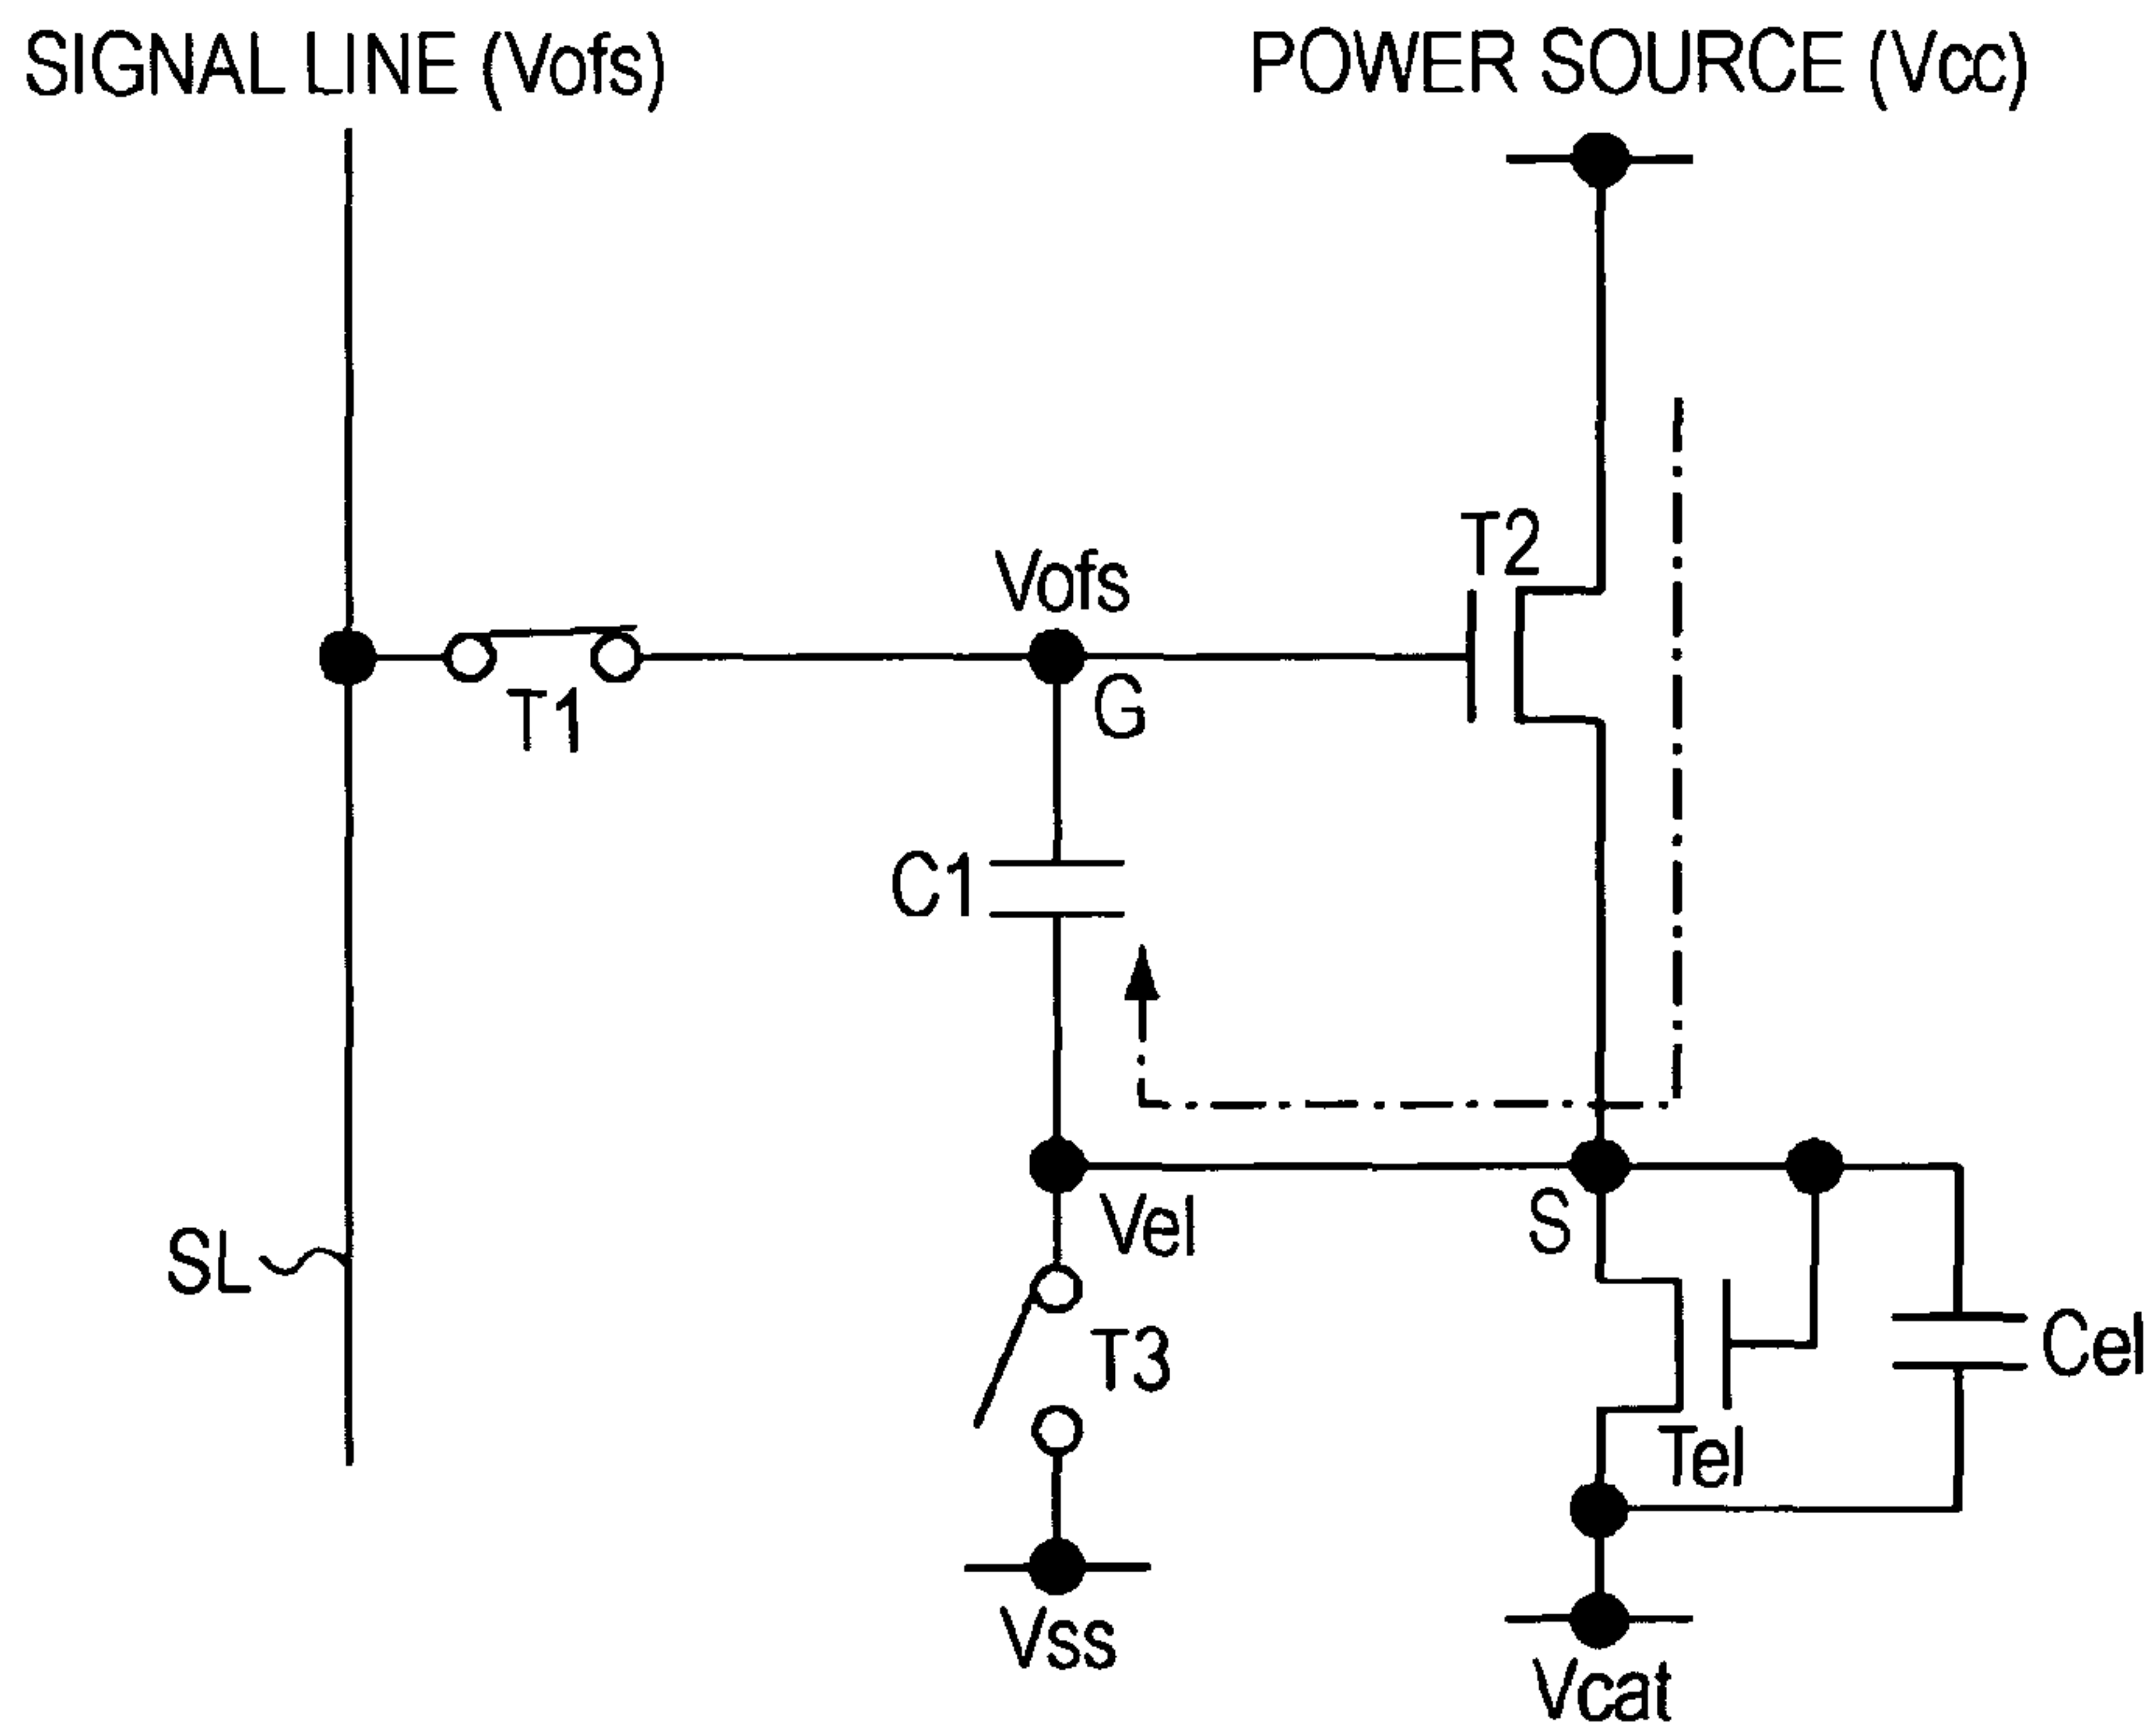 SIGNAL LINE (Vofs)
POWER SOURCE (Vcc)
T2
Vofs
T1
G
C1
Vel
S
SL
T3
Cel
Tel
Vss
Vcat